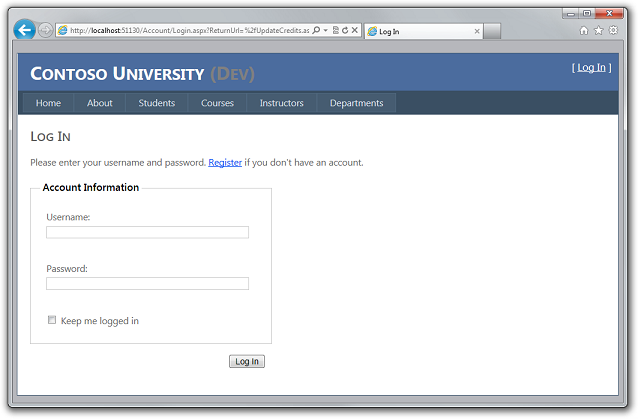 http://localhost:51130/Account/Login.aspx?ReturnUrl=%2fUpdateCredits.as
Log In
CONTOSO UNIVERSITY (DEV)
[ Log In ]
Home About Students Courses Instructors Departments
LOG IN
Please enter your username and password. Register if you don't have an account.
Account Information
Username:
Password:
Keep me logged in
Log In